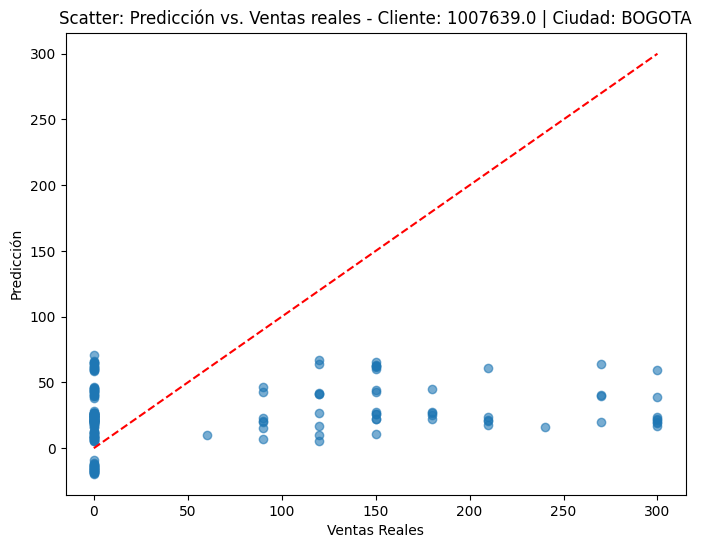 Scatter: Predicción vs. Ventas reales - Cliente: 1007639.0 | Ciudad: BOGOTA
300
250
200
150
100
50
0
Predicción
0 50 100 150 200 250 300
Ventas Reales